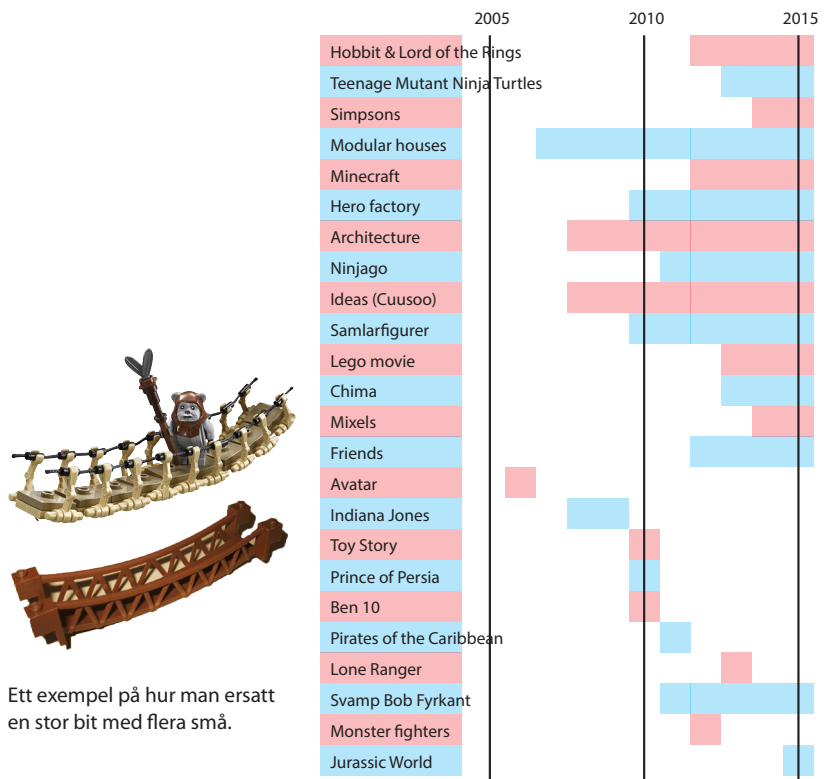 2005 2010 2015
Hobbit & Lord of the Rings
Teenage Mutant Ninja Turtles
Simpsons
Modular houses
Minecraft
Hero factory
Architecture
Ninjago
Ideas (Cuusoo)
Samlarfigurer
Lego movie
Chima
Mixels
Friends
Avatar
Indiana Jones
Toy Story
Prince of Persia
Ben 10
Pirates of the Caribbean
Lone Ranger
Svamp Bob Fyrkant
Monster fighters
Jurassic World
Ett exempel på hur man ersatt
en stor bit med flera små.